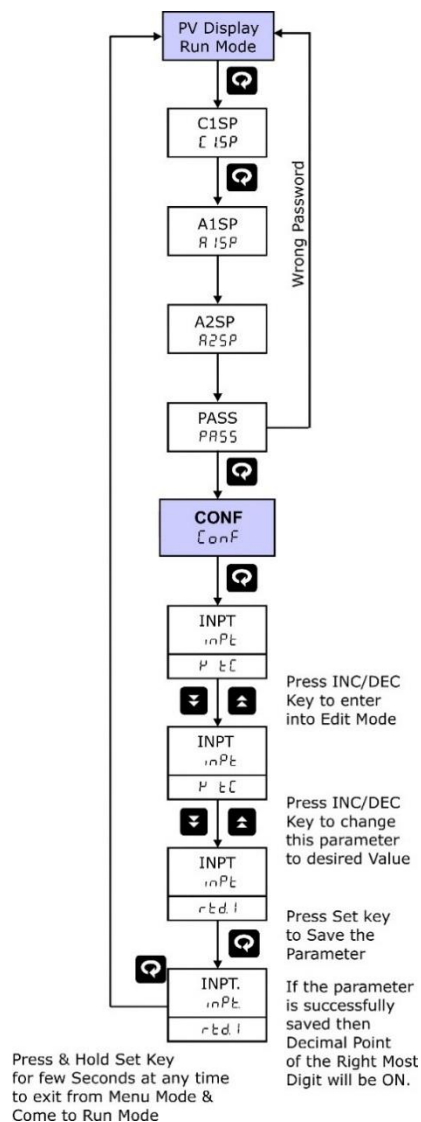 PV Display
Run Mode
C1SP
C1SP
A1SP
A1SP
A2SP
A2SP
Wrong Password
PASS
PASS
CONF
ConF
INPT
inPt
K tC
Press INC/DEC
Key to enter
into Edit Mode
INPT
inPt
K tC
Press INC/DEC
Key to change
this parameter
to desired Value
INPT
inPt
rtd.1
Press Set key
to Save the
Parameter
INPT.
inPt.
rtd.1
If the parameter
is successfully
saved then
Decimal Point
of the Right Most
Digit will be ON.
Press & Hold Set Key
for few Seconds at any time
to exit from Menu Mode &
Come to Run Mode